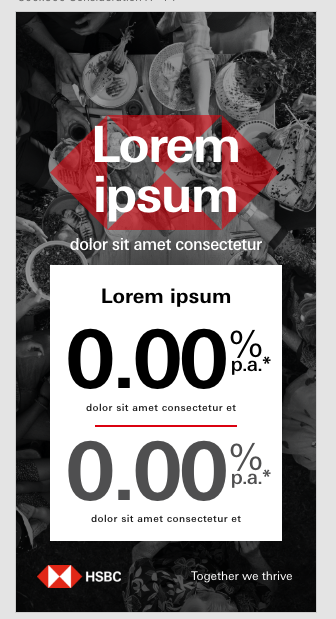 Lorem
ipsum
dolor sit amet consectetur
Lorem ipsum
0.00% p.a.*
dolor sit amet consectetur et
0.00% p.a.*
dolor sit amet consectetur et
HSBC
Together we thrive